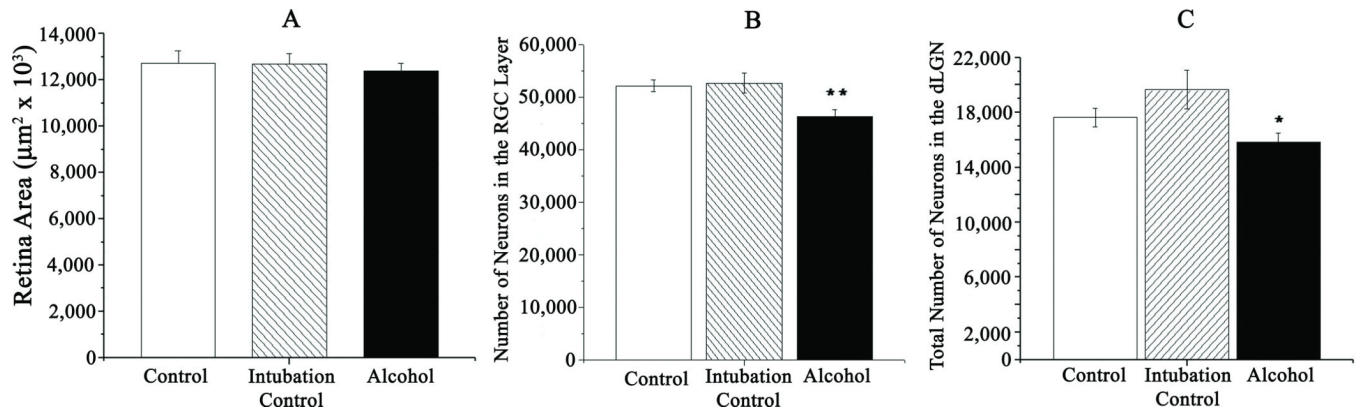 A
Retina Area (µm² x 10³)
14,000
12,000
10,000
8,000
6,000
4,000
2,000
0
Control
Intubation
Control
Alcohol
B
Number of Neurons in the RGC Layer
60,000
50,000
40,000
30,000
20,000
10,000
0
**
Control
Intubation
Control
Alcohol
C
Total Number of Neurons in the dLGN
22,000
18,000
14,000
10,000
6,000
2,000
0
*
Control
Intubation
Control
Alcohol